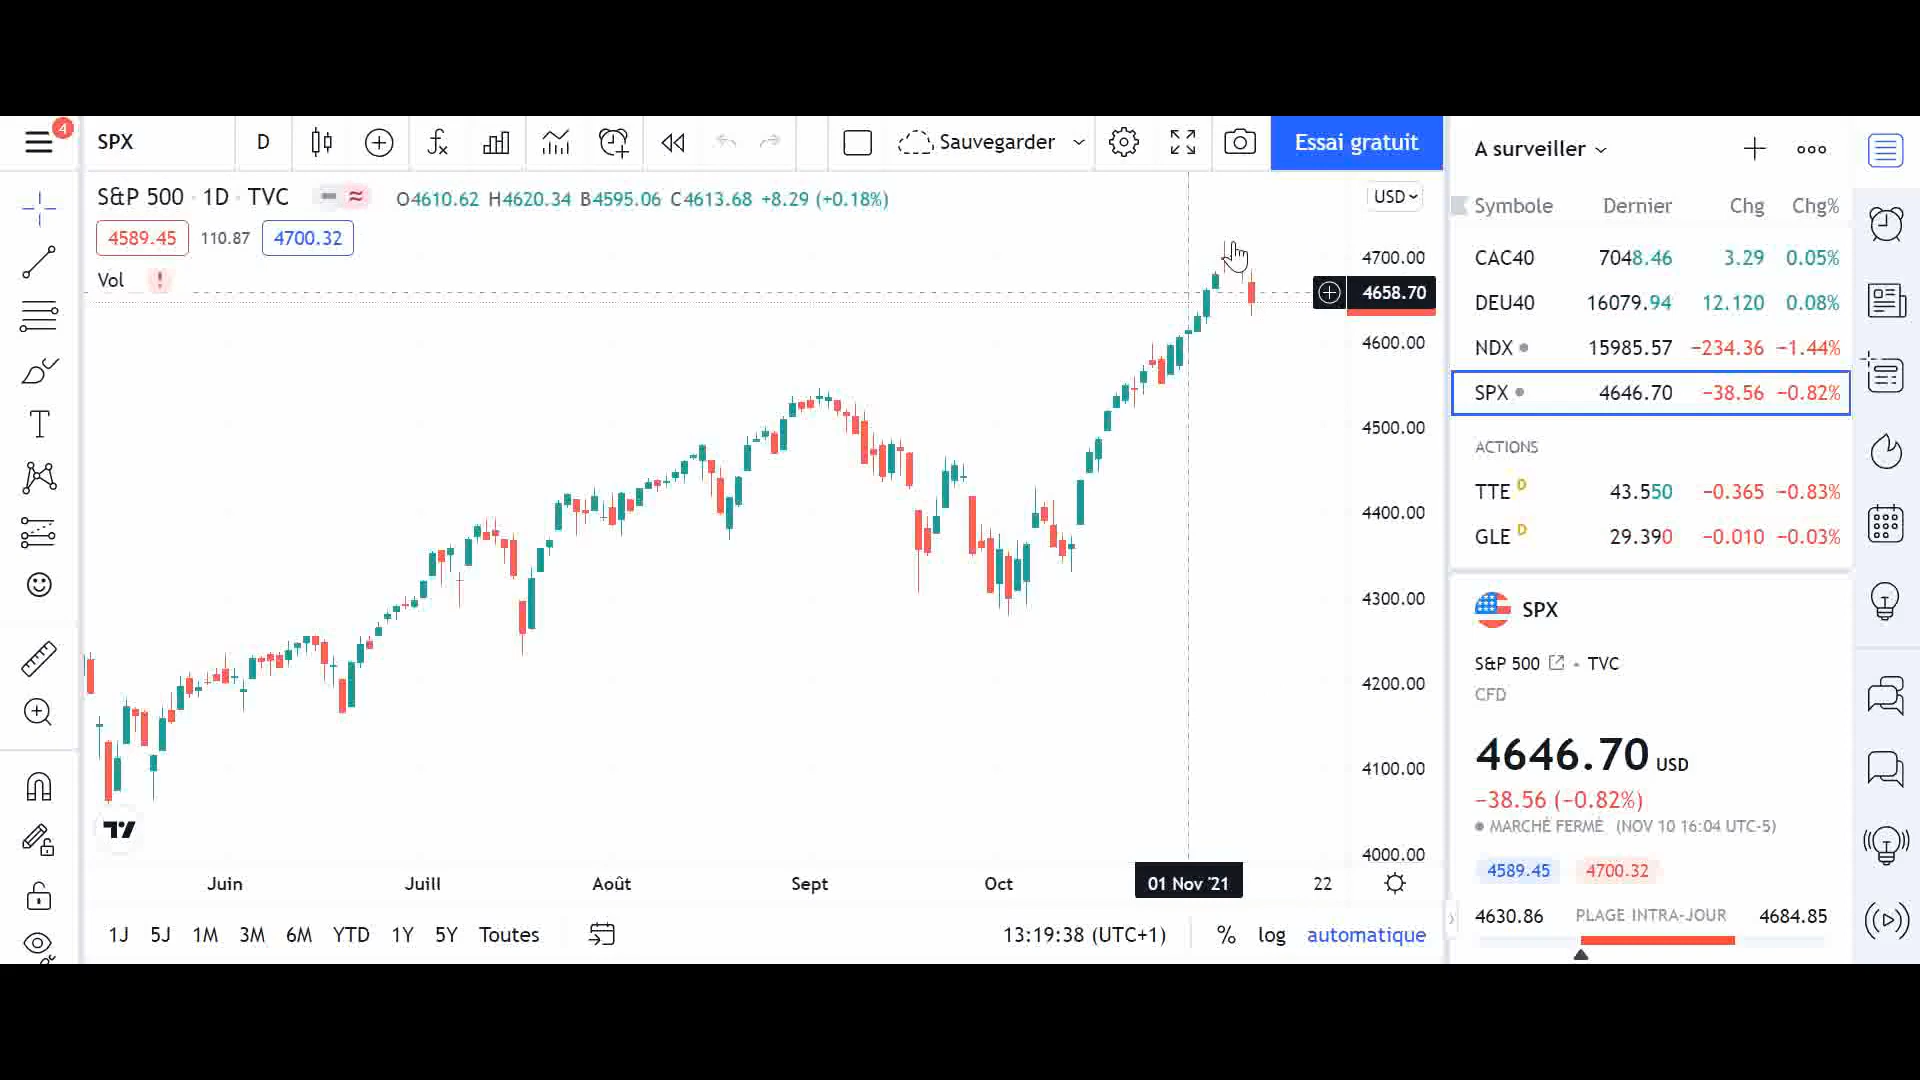 4
SPX
D
Sauvegarder
Essai gratuit
A surveiller
S&P 500 · 1D · TVC
O4610.62 H4620.34 B4595.06 C4613.68 +8.29 (+0.18%)
USD
4589.45 110.87 4700.32
Vol !
4700.00
4658.70
4600.00
4500.00
4400.00
4300.00
4200.00
4100.00
4000.00
Juin Juill Août Sept Oct 01 Nov '21 22
1J 5J 1M 3M 6M YTD 1Y 5Y Toutes
13:19:38 (UTC+1) % log automatique
Symbole Dernier Chg Chg%
CAC40 7048.46 3.29 0.05%
DEU40 16079.94 12.120 0.08%
NDX 15985.57 −234.36 −1.44%
SPX 4646.70 −38.56 −0.82%
ACTIONS
TTE D 43.550 −0.365 −0.83%
GLE D 29.390 −0.010 −0.03%
SPX
S&P 500 • TVC
CFD
4646.70 USD
−38.56 (−0.82%)
MARCHÉ FERMÉ (NOV 10 16:04 UTC-5)
4589.45 4700.32
4630.86 PLAGE INTRA-JOUR 4684.85